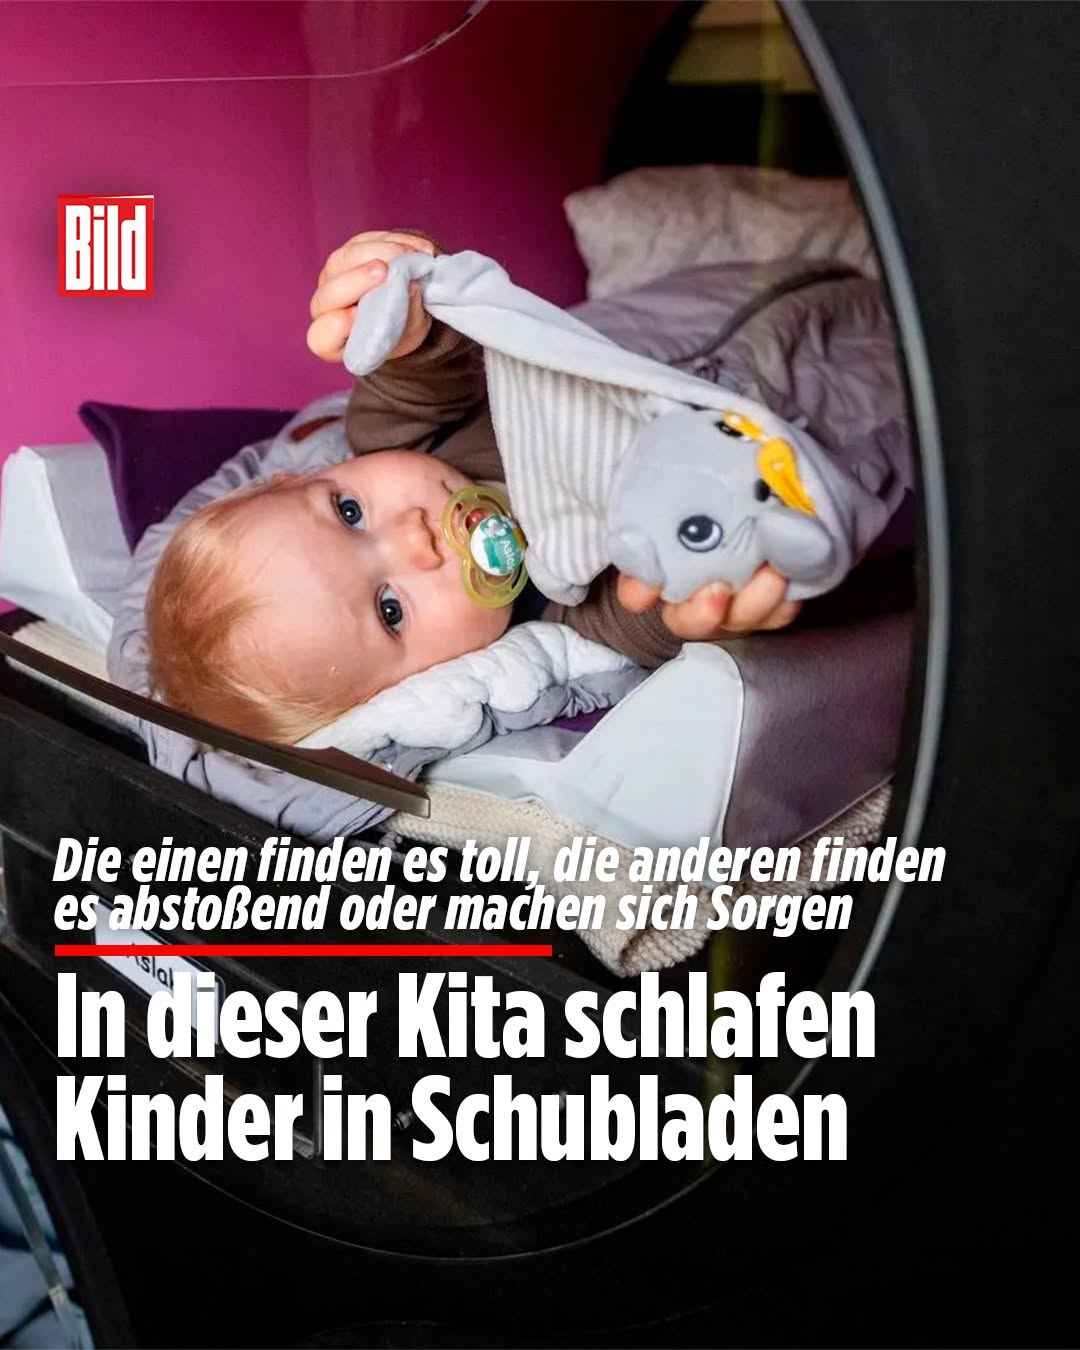 Bild
Aslak
Die einen finden es toll, die anderen finden
es abstoßend oder machen sich Sorgen
In dieser Kita schlafen
Kinder in Schubladen